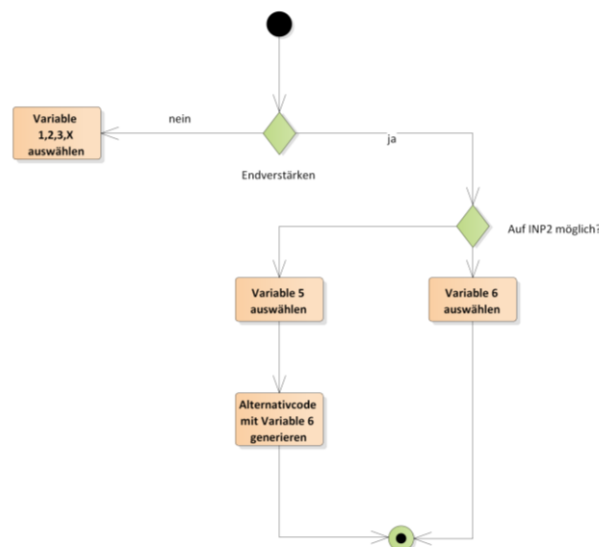 Variable
1,2,3,X
auswählen
nein
ja
Endverstärken
Auf INP2 möglich?
Variable 5
auswählen
Variable 6
auswählen
Alternativcode
mit Variable 6
generieren